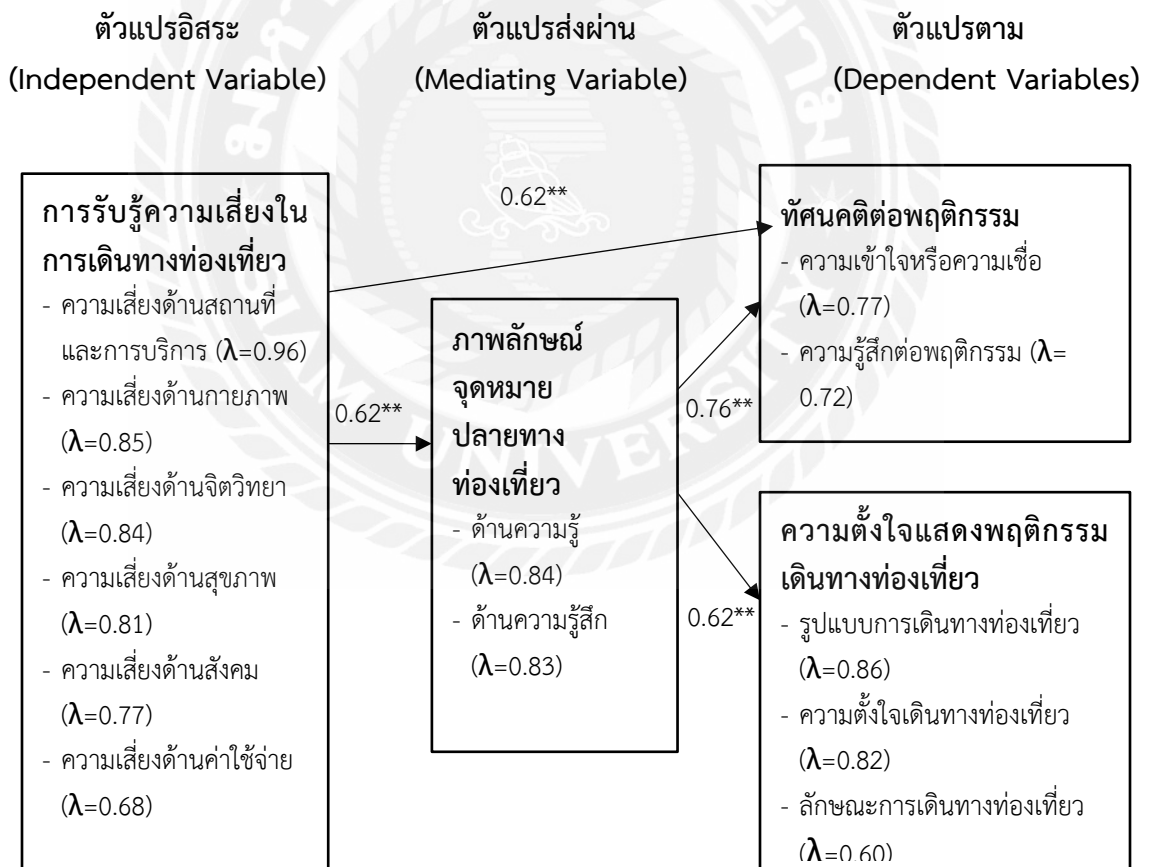 ตัวแปรอิสระ
(Independent Variable)
ตัวแปรส่งผ่าน
(Mediating Variable)
ตัวแปรตาม
(Dependent Variables)
การรับรู้ความเสี่ยงใน
การเดินทางท่องเที่ยว
- ความเสี่ยงด้านสถานที่
และการบริการ (λ=0.96)
- ความเสี่ยงด้านกายภาพ
(λ=0.85)
- ความเสี่ยงด้านจิตวิทยา
(λ=0.84)
- ความเสี่ยงด้านสุขภาพ
(λ=0.81)
- ความเสี่ยงด้านสังคม
(λ=0.77)
- ความเสี่ยงด้านค่าใช้จ่าย
(λ=0.68)
0.62**
0.62**
ภาพลักษณ์
จุดหมาย
ปลายทาง
ท่องเที่ยว
- ด้านความรู้
(λ=0.84)
- ด้านความรู้สึก
(λ=0.83)
0.76**
0.62**
ทัศนคติต่อพฤติกรรม
- ความเข้าใจหรือความเชื่อ
(λ=0.77)
- ความรู้สึกต่อพฤติกรรม (λ=
0.72)
ความตั้งใจแสดงพฤติกรรม
เดินทางท่องเที่ยว
- รูปแบบการเดินทางท่องเที่ยว
(λ=0.86)
- ความตั้งใจเดินทางท่องเที่ยว
(λ=0.82)
- ลักษณะการเดินทางท่องเที่ยว
(λ=0.60)
SIAM UNIVERSITY